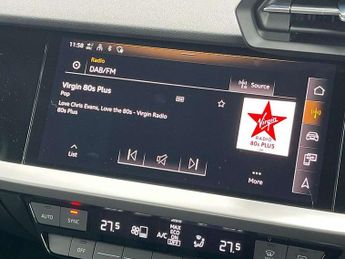 11:58
Radio
DAB/FM
Source
Virgin 80s Plus
Pop
Love Chris Evans, Love the 80s - Virgin Radio
80s Plus
Virgin
RADIO
80s PLUS
List
More
AUTO
SYNC
27.5
A/C
MAX
ECO
OFF
27.5